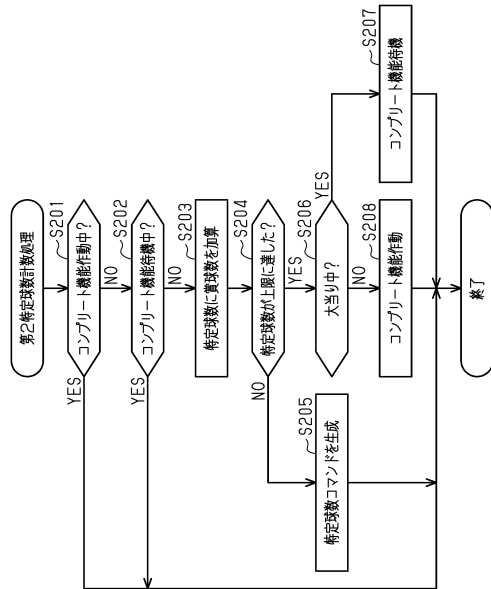 第2特定球数計数処理
S201
コンプリート機能作動中？
YES
NO
S202
コンプリート機能待機中？
YES
NO
S203
特定球数に賞球数を加算
S204
特定球数が上限に達した？
NO
YES
S205
特定球数コマンドを生成
S206
大当り中？
YES
NO
S207
コンプリート機能待機
S208
コンプリート機能作動
終了